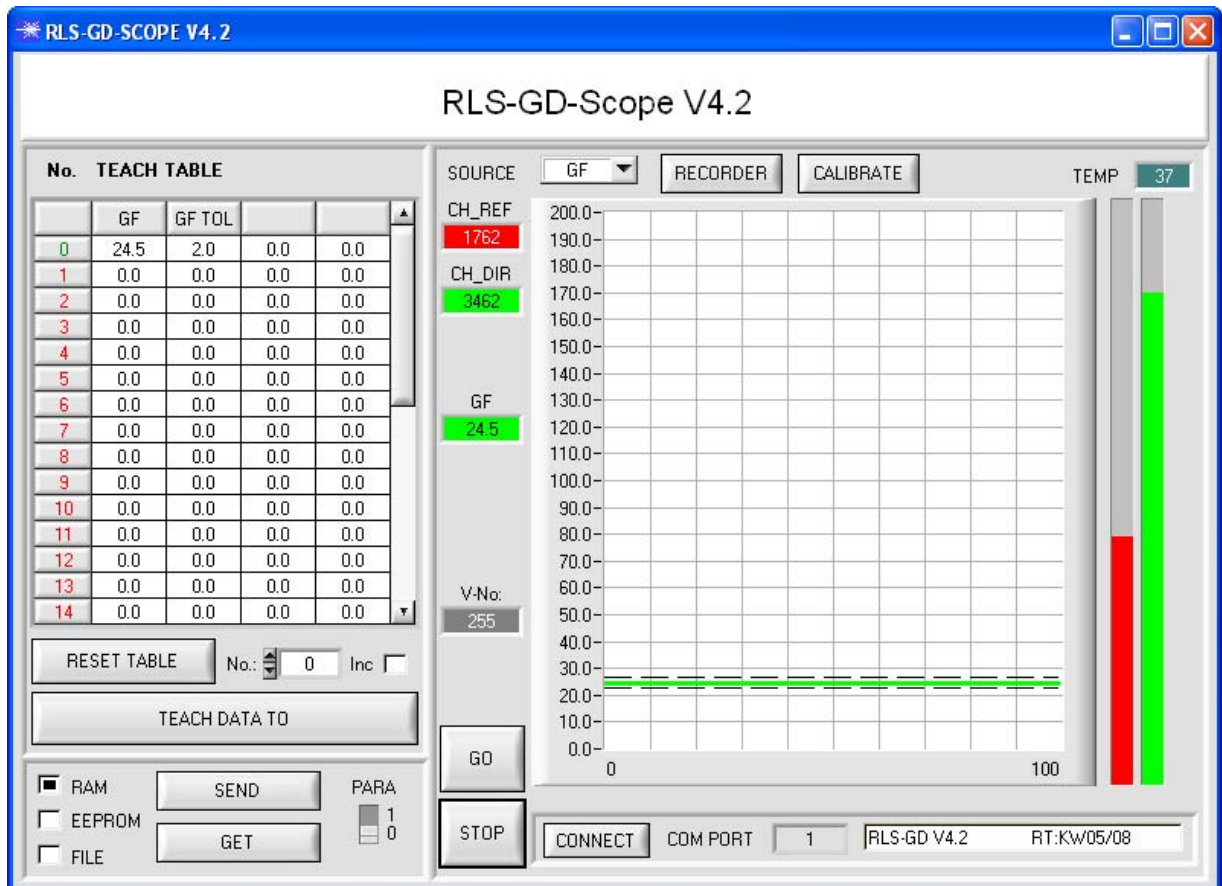 RLS-GD-SCOPE V4.2
RLS-GD-Scope V4.2
No. TEACH TABLE
GF GF TOL
0 24.5 2.0 0.0 0.0
1 0.0 0.0 0.0 0.0
2 0.0 0.0 0.0 0.0
3 0.0 0.0 0.0 0.0
4 0.0 0.0 0.0 0.0
5 0.0 0.0 0.0 0.0
6 0.0 0.0 0.0 0.0
7 0.0 0.0 0.0 0.0
8 0.0 0.0 0.0 0.0
9 0.0 0.0 0.0 0.0
10 0.0 0.0 0.0 0.0
11 0.0 0.0 0.0 0.0
12 0.0 0.0 0.0 0.0
13 0.0 0.0 0.0 0.0
14 0.0 0.0 0.0 0.0
RESET TABLE No.: 0 Inc
TEACH DATA TO
RAM
EEPROM
FILE
SEND
GET
PARA
1
0
SOURCE GF RECORDER CALIBRATE TEMP 37
CH_REF
1762
CH_DIR
3462
GF
24.5
V-No:
255
GO
STOP
200.0
190.0
180.0
170.0
160.0
150.0
140.0
130.0
120.0
110.0
100.0
90.0
80.0
70.0
60.0
50.0
40.0
30.0
20.0
10.0
0.0
0 100
CONNECT COM PORT 1 RLS-GD V4.2 RT:KW05/08